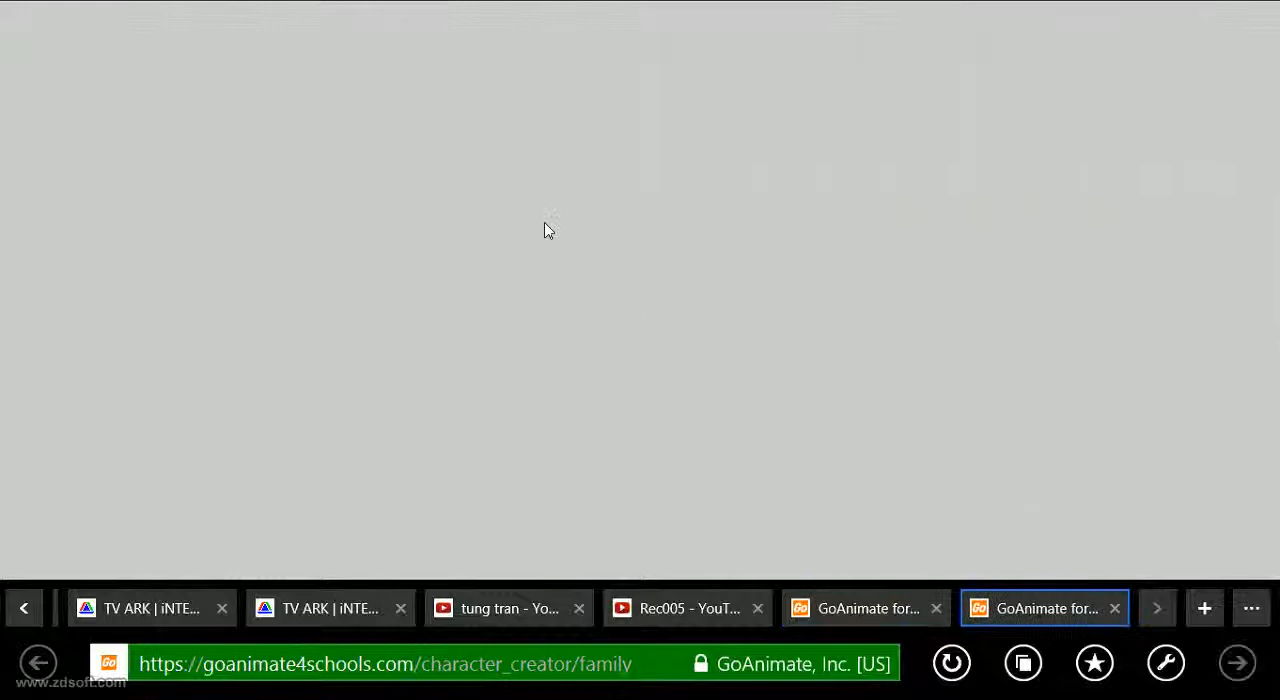 TV ARK | iNTE...
TV ARK | iNTE...
tung tran - Yo...
Rec005 - YouT...
GoAnimate for...
GoAnimate for...
Go
https://goanimate4schools.com/character_creator/family
GoAnimate, Inc. [US]
www.zdsoft.com